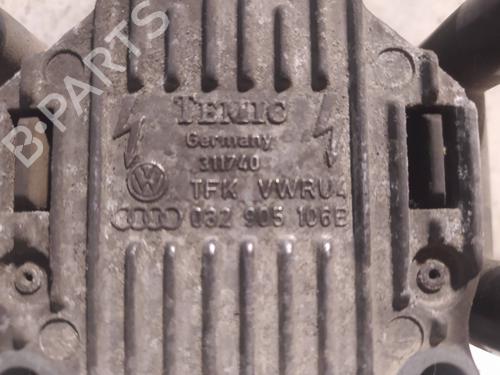 B-PARTS
TEMIC
Germany
311740
TFK VWRU4
032 905 106B